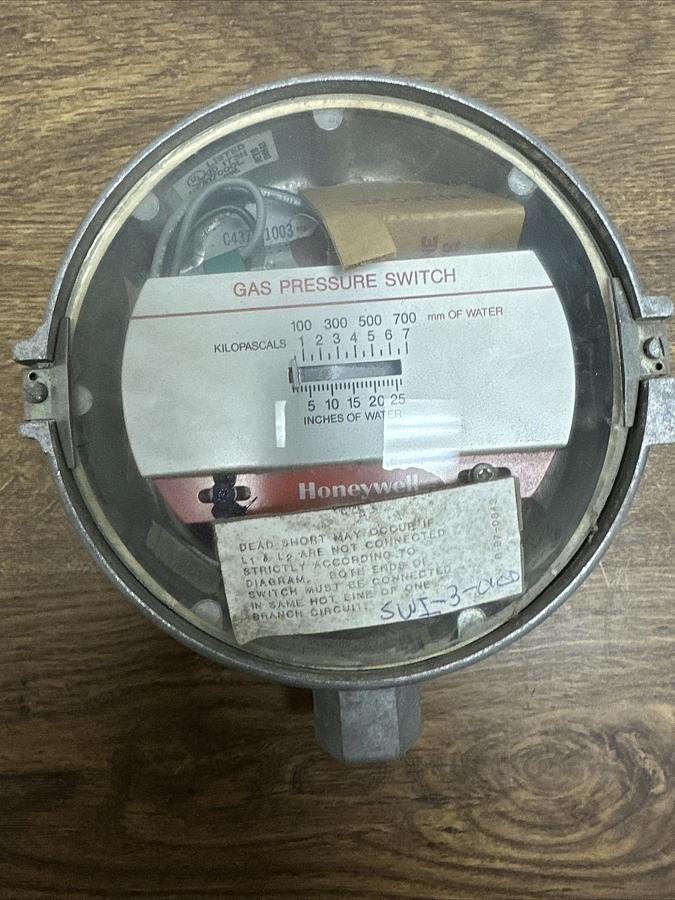 LISTED
C437 1003
NE
GAS PRESSURE SWITCH
100 300 500 700 mm OF WATER
KILOPASCALS 1 2 3 4 5 6 7
5 10 15 20 25
INCHES OF WATER
Honeywell
DEAD SHORT MAY OCCUR IF
L1 & L2 ARE NOT CONNECTED
STRICTLY ACCORDING TO
DIAGRAM. BOTH ENDS OF
SWITCH MUST BE CONNECTED
IN SAME HOT LINE OF ONE
BRANCH CIRCUIT.